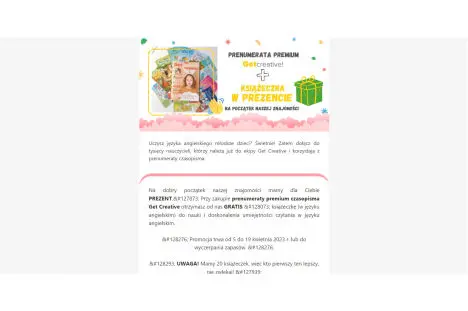 PRENUMERATA PREMIUM
Getcreative!
+
KSIĄŻECZKA
W PREZENCIE
NA POCZĄTEK NASZEJ ZNAJOMOŚCI
Uczysz języka angielskiego młodsze dzieci? Świetnie! Zatem dołącz do
tysięcy nauczycieli, którzy należą już do ekipy Get Creative i korzystają z
prenumeraty czasopisma.
Na dobry początek naszej znajomości mamy dla Ciebie
PREZENT.&#127873; Przy zakupie prenumeraty premium czasopisma
Get Creative otrzymasz od nas GRATIS &#128073; książeczkę (w języku
angielskim) do nauki i doskonalenia umiejętności czytania w języku
angielskim.
&#128276; Promocja trwa od 5 do 19 kwietnia 2023 r. lub do
wyczerpania zapasów. &#128276;
&#128293; UWAGA! Mamy 20 książeczek, więc kto pierwszy ten lepszy,
nie zwlekaj! &#127939;